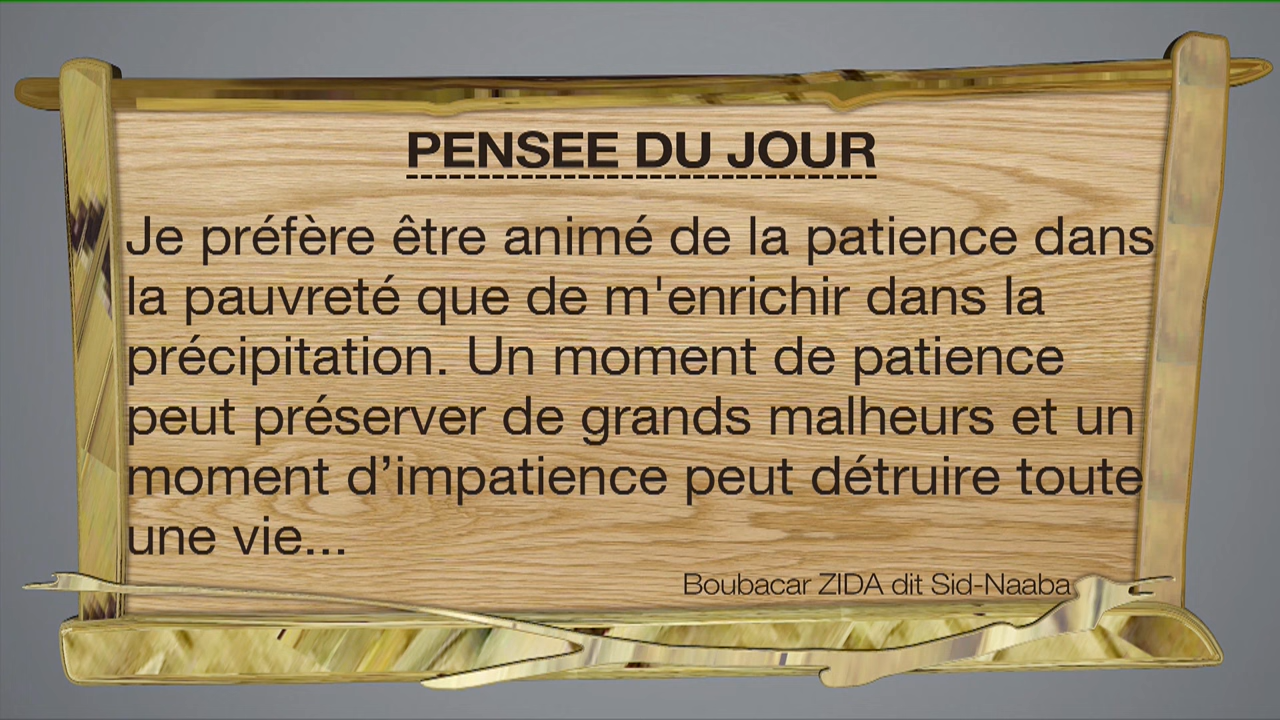 PENSEE DU JOUR
Je préfère être animé de la patience dans
la pauvreté que de m'enrichir dans la
précipitation. Un moment de patience
peut préserver de grands malheurs et un
moment d’impatience peut détruire toute
une vie...
Boubacar ZIDA dit Sid-Naaba